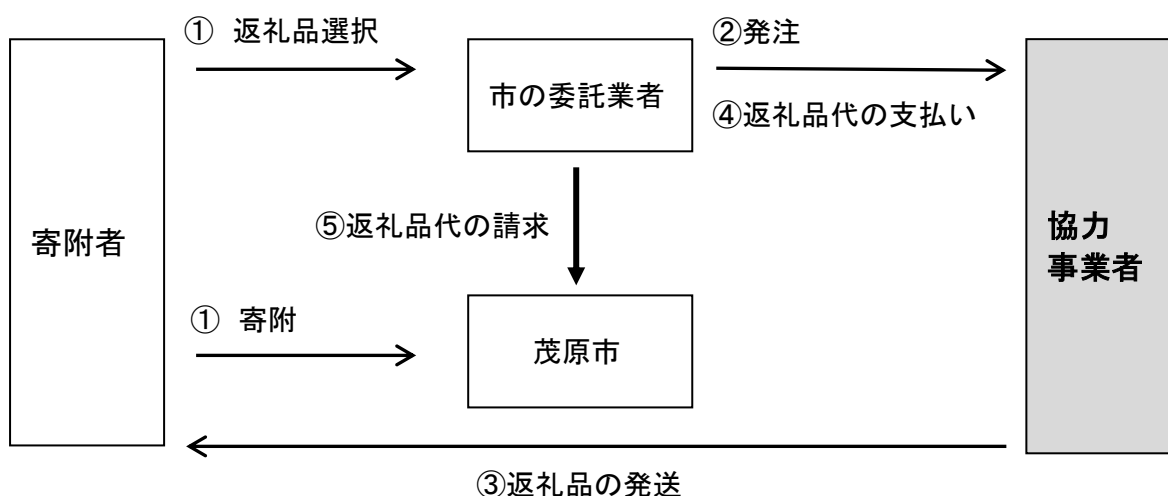 ① 返礼品選択
②発注
市の委託業者
④返礼品代の支払い
寄附者
⑤返礼品代の請求
協力
事業者
① 寄附
茂原市
③返礼品の発送